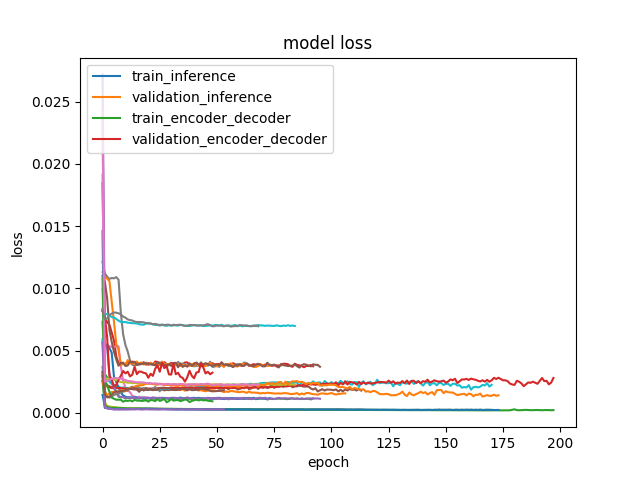 model loss
train_inference
validation_inference
train_encoder_decoder
validation_encoder_decoder
loss
0.025
0.020
0.015
0.010
0.005
0.000
0 25 50 75 100 125 150 175 200
epoch